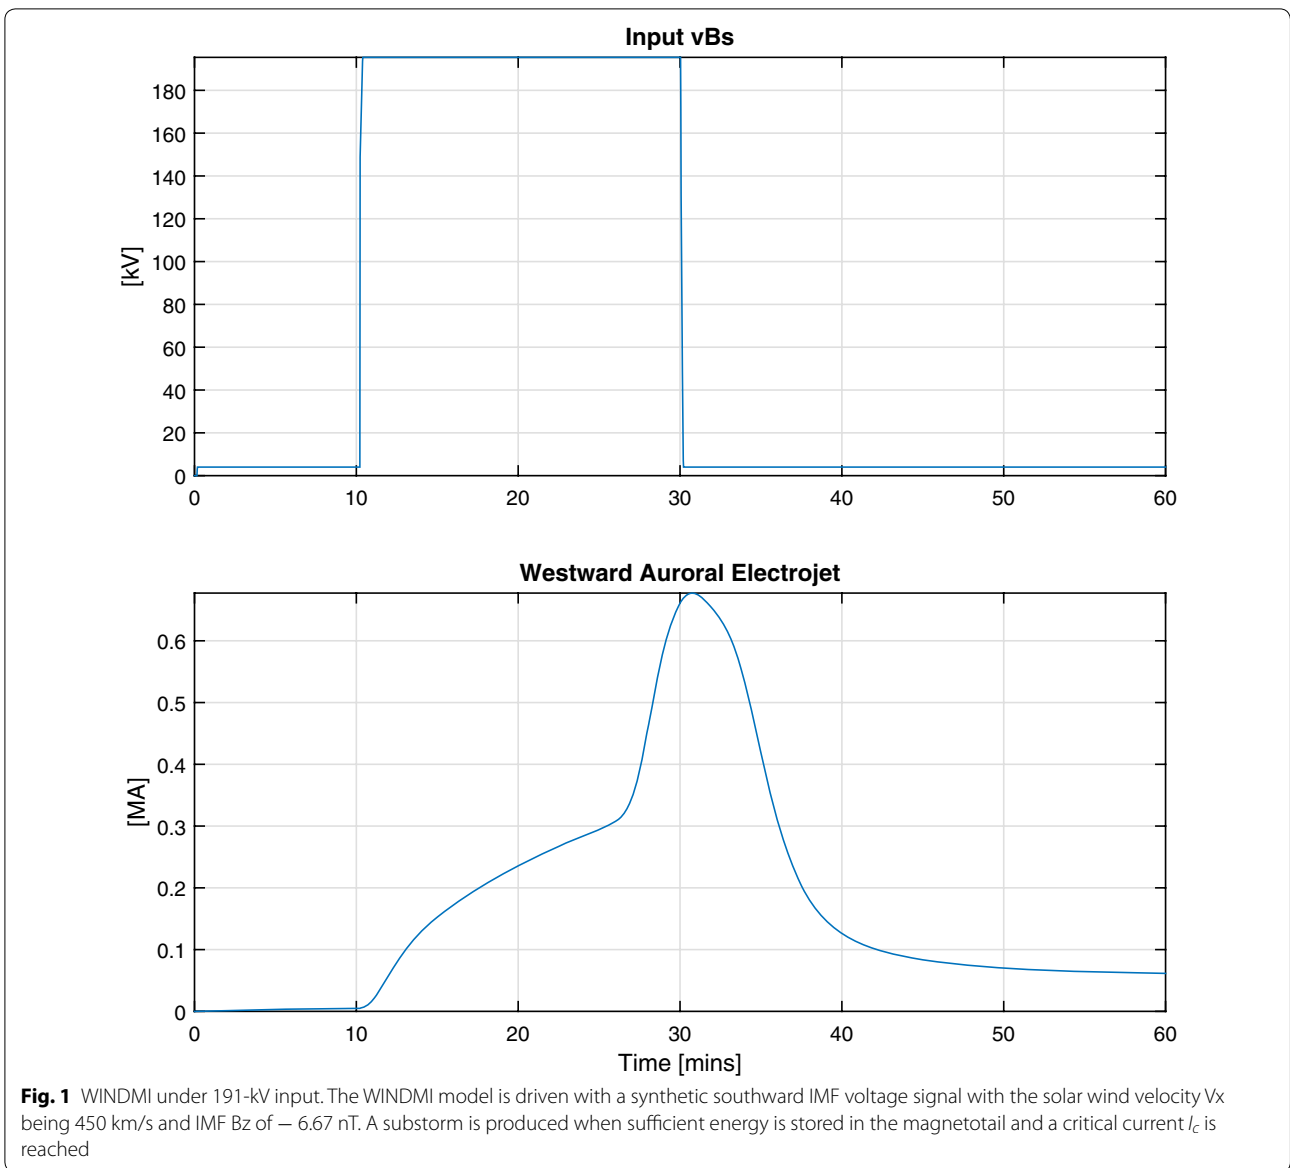 Input vBs
180
160
140
120
100
80
60
40
20
0
[kV]
0 10 20 30 40 50 60
Westward Auroral Electrojet
0.6
0.5
0.4
0.3
0.2
0.1
0
[MA]
0 10 20 30 40 50 60
Time [mins]
Fig. 1 WINDMI under 191-kV input. The WINDMI model is driven with a synthetic southward IMF voltage signal with the solar wind velocity Vx
being 450 km/s and IMF Bz of − 6.67 nT. A substorm is produced when sufficient energy is stored in the magnetotail and a critical current I_c is
reached